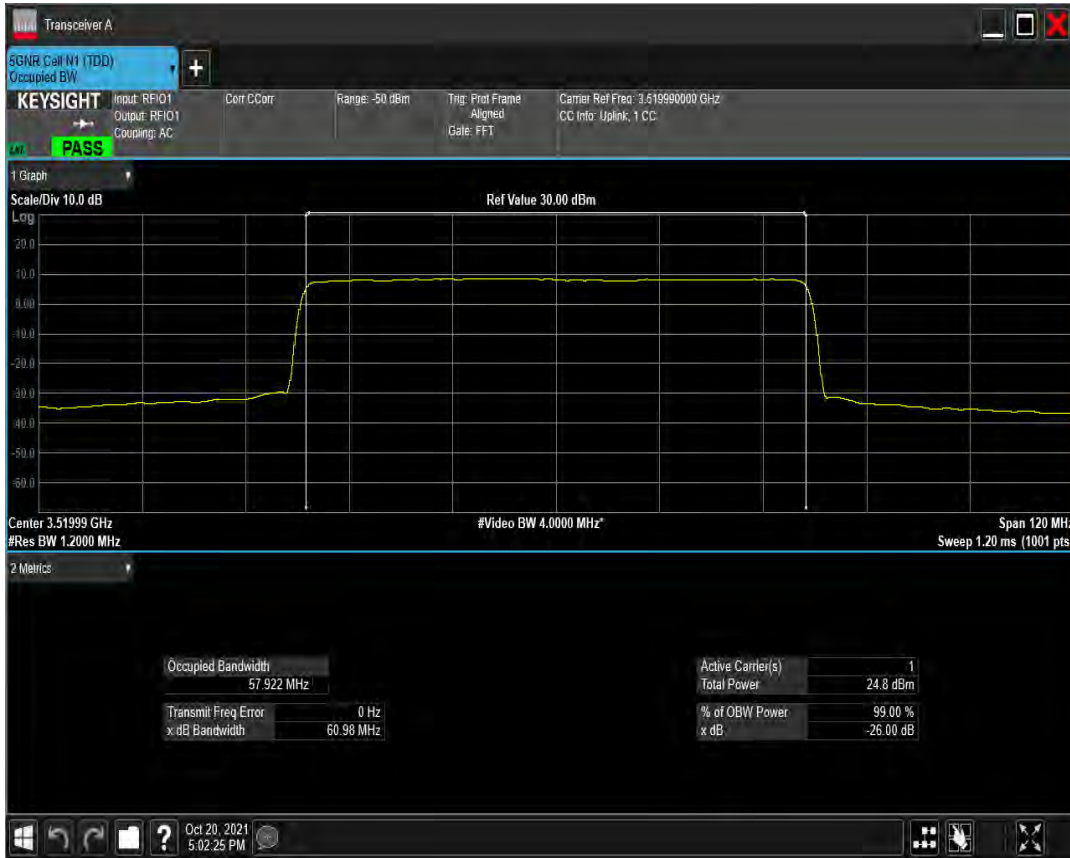 Transceiver A
5GNR Cell N1 (TDD)
Occupied BW
KEYSIGHT
Input: RFIO1
Output: RFIO1
Coupling: AC
Corr CCorr
Range: -50 dBm
Trig: Prot Frame
Aligned
Gate: FFT
Carrier Ref Freq: 3.519990000 GHz
CC Info: Uplink, 1 CC
PASS
1 Graph
Scale/Div 10.0 dB
Ref Value 30.00 dBm
Log
20.0
10.0
0.00
-10.0
-20.0
-30.0
-40.0
-50.0
-60.0
Center 3.51999 GHz
#Video BW 4.0000 MHz*
Span 120 MHz
#Res BW 1.2000 MHz
Sweep 1.20 ms (1001 pts
2 Metrics
Occupied Bandwidth
57.922 MHz
Transmit Freq Error 0 Hz
x dB Bandwidth 60.98 MHz
Active Carrier(s) 1
Total Power 24.8 dBm
% of OBW Power 99.00 %
x dB -26.00 dB
?
Oct 20, 2021
5:02:25 PM